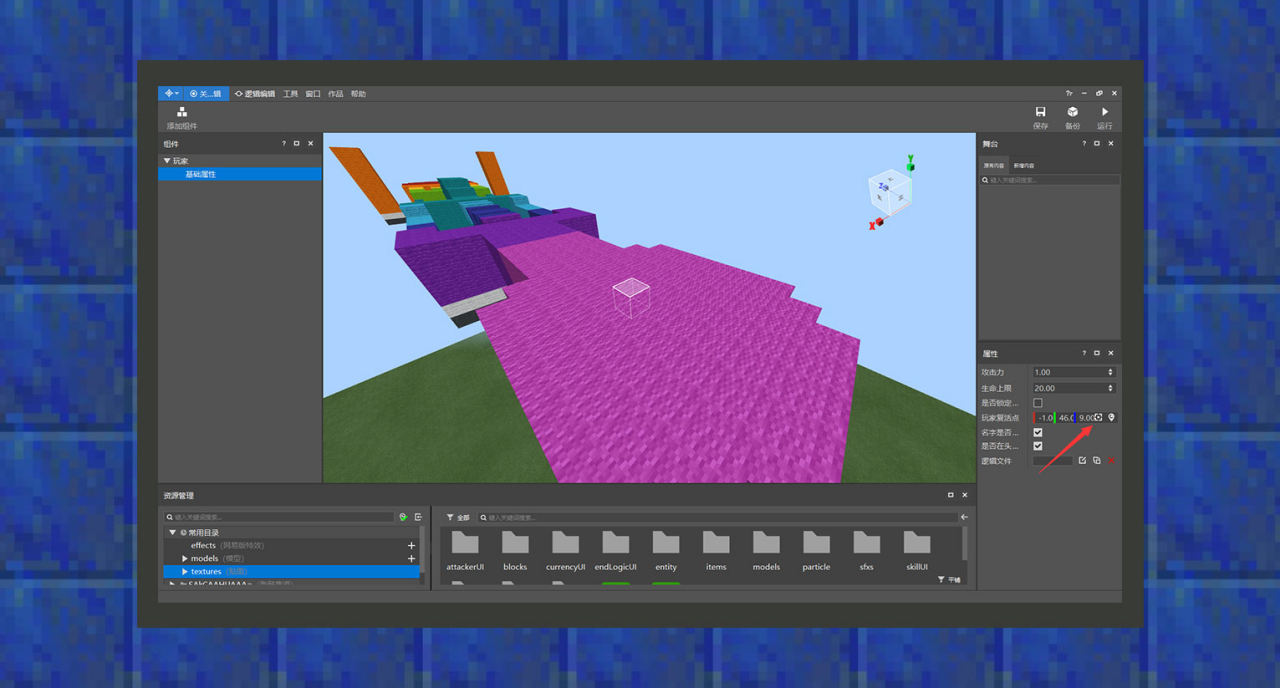 关...辑 逻辑编辑 工具 窗口 作品 帮助
添加组件
保存 备份 运行
组件
玩家
基础属性
Y
Z
X
舞台
原有内容 新增内容
键入关键词搜索...
属性
攻击力 1.00
生命上限 20.00
是否锁定...
玩家复活点 -1.0 46.0 9.00
名字是否...
是否在头...
逻辑文件
资源管理
键入关键词搜索...
全部 键入关键词搜索...
常用目录
effects (网易版特效)
models (模型)
textures (贴图)
attackerUI blocks currencyUI endLogicUI entity items models particle sfxs skillUI
平铺